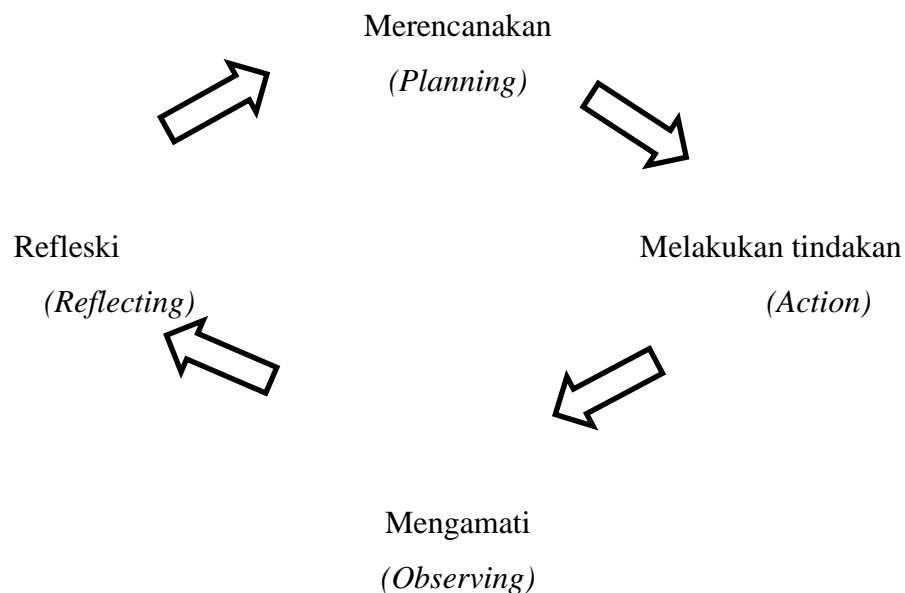 Merencanakan
(Planning)
Refleski
(Reflecting)
Melakukan tindakan
(Action)
Mengamati
(Observing)